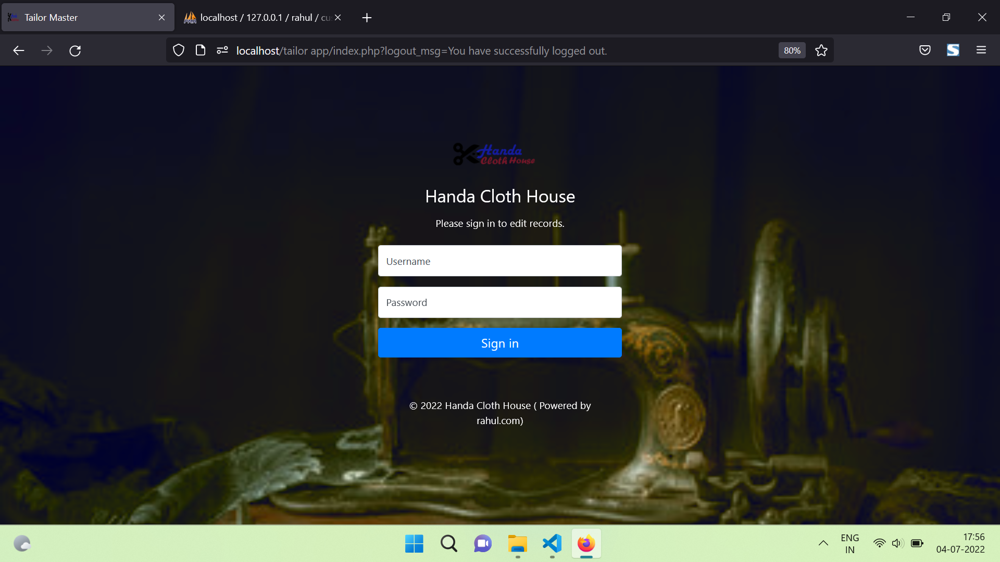 Tailor Master
localhost / 127.0.0.1 / rahul / cu
localhost/tailor app/index.php?logout_msg=You have successfully logged out.
80%
Handa
Cloth House
Handa Cloth House
Please sign in to edit records.
Username
Password
Sign in
© 2022 Handa Cloth House ( Powered by
rahul.com)
ENG
IN
17:56
04-07-2022